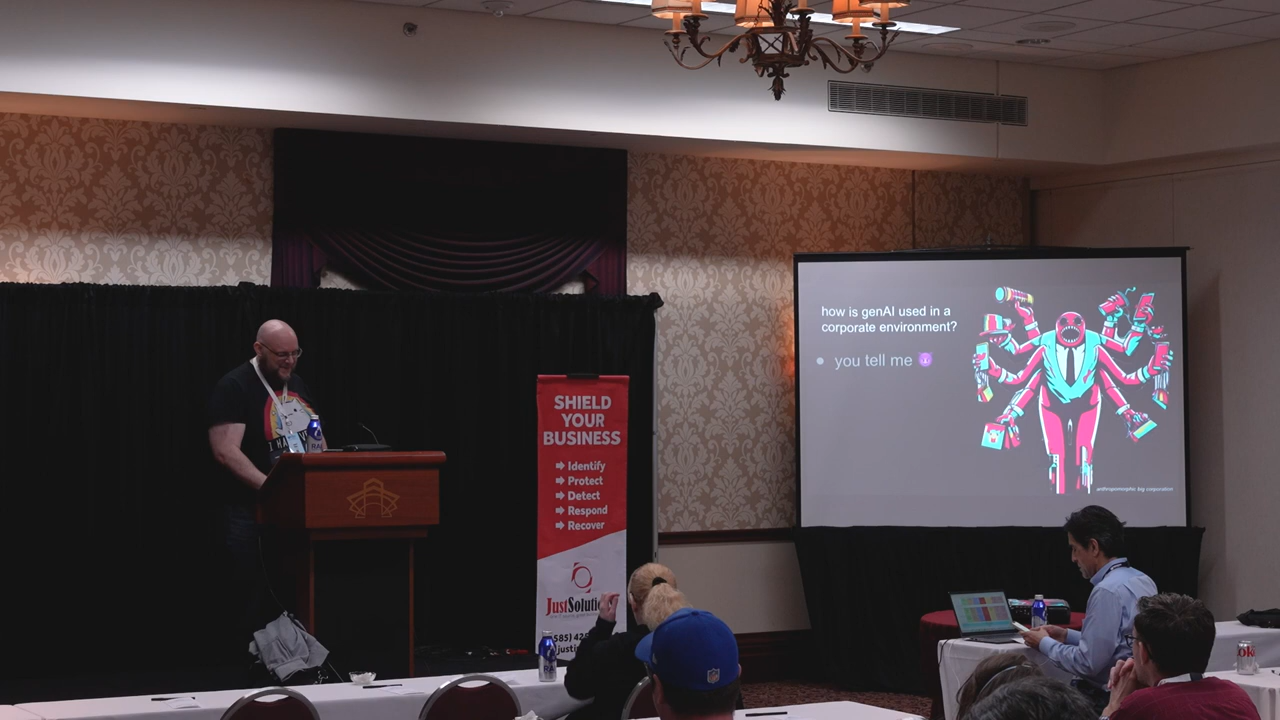 how is genAI used in a
corporate environment?
you tell me
anthropomorphic big corporation
SHIELD
YOUR
BUSINESS
Identify
Protect
Detect
Respond
Recover